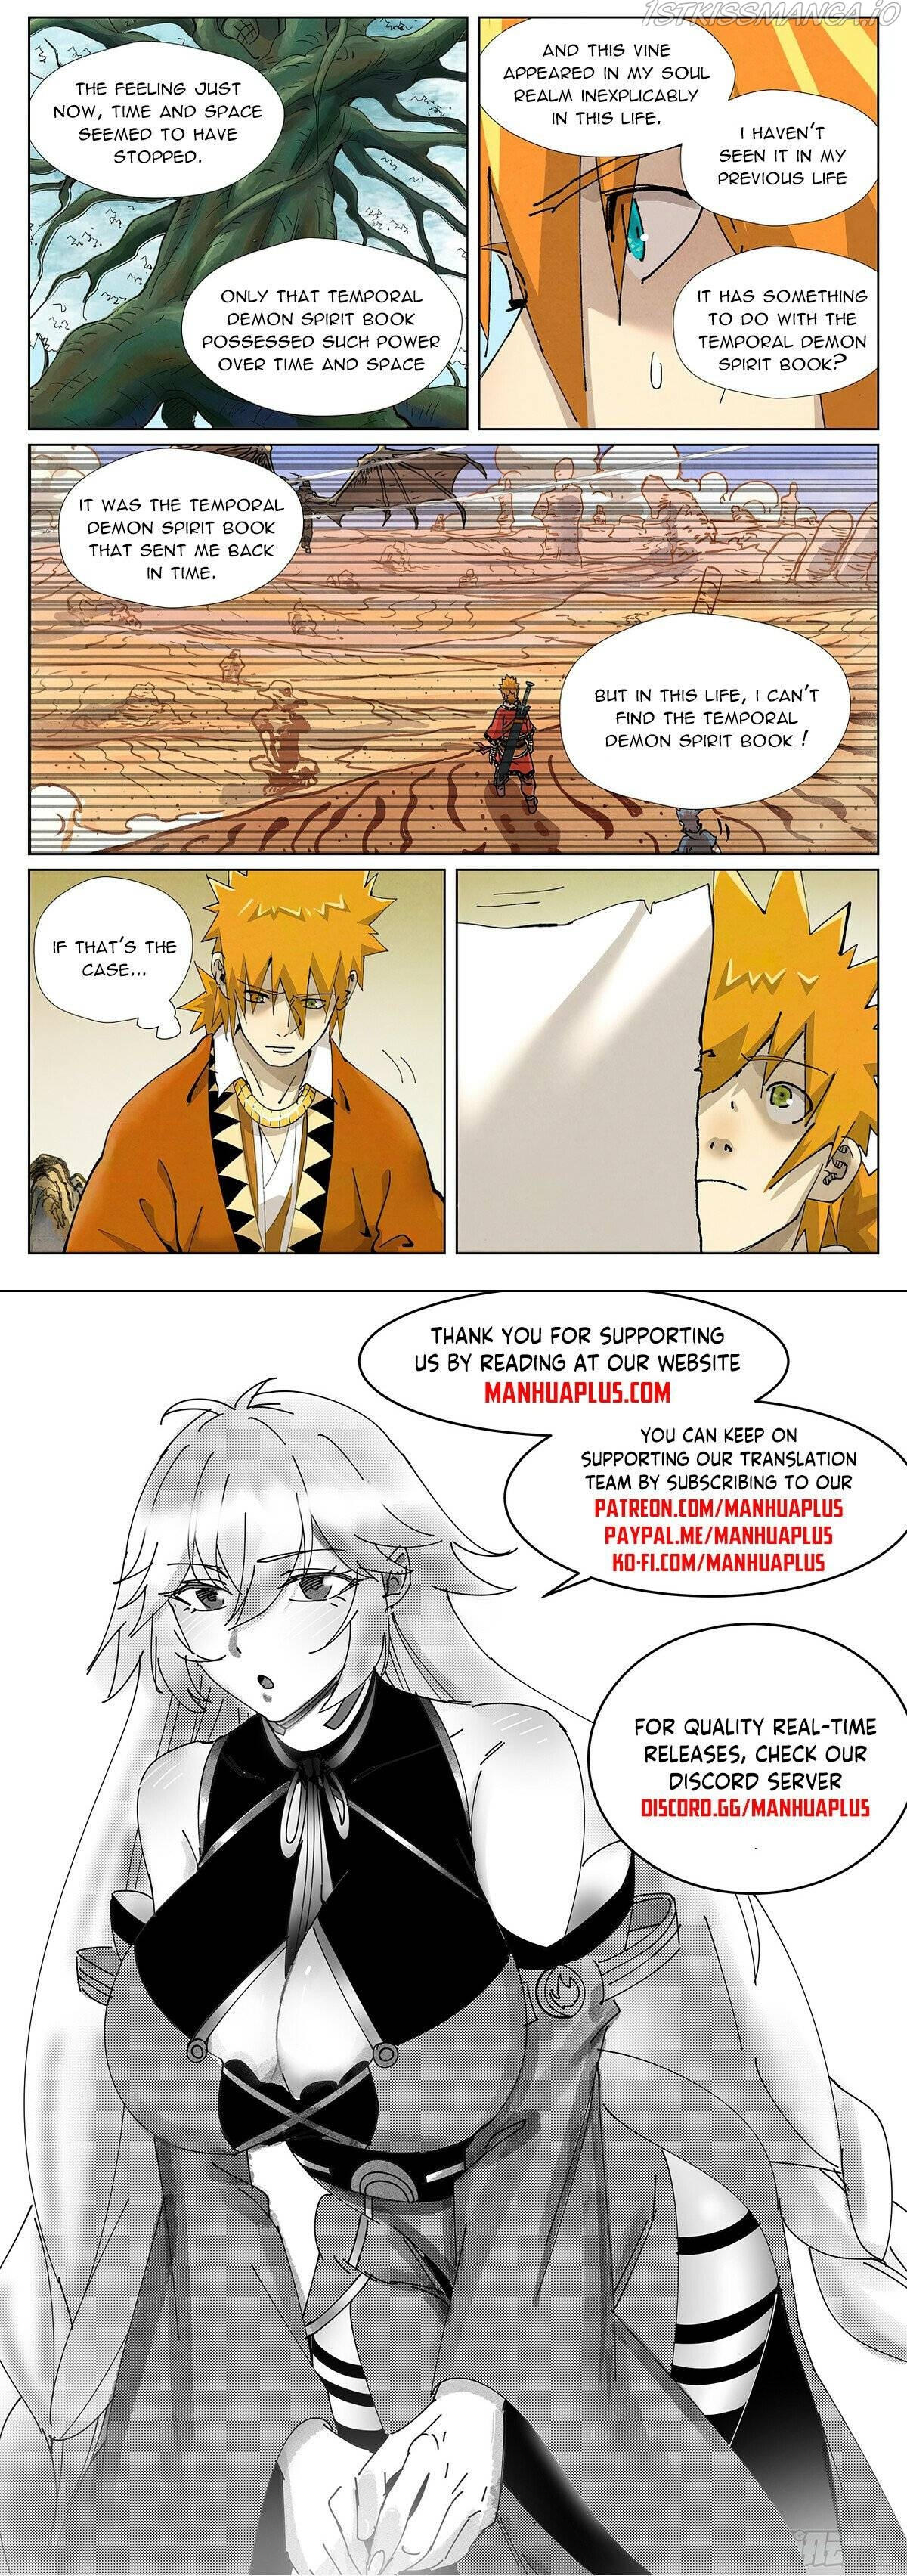 1STKISSMANGA.IO
THE FEELING JUST
NOW, TIME AND SPACE
SEEMED TO HAVE
STOPPED.
ONLY THAT TEMPORAL
DEMON SPIRIT BOOK
POSSESSED SUCH POWER
OVER TIME AND SPACE
AND THIS VINE
APPEARED IN MY SOUL
REALM INEXPLICABLY
IN THIS LIFE.
I HAVEN'T
SEEN IT IN MY
PREVIOUS LIFE
IT HAS SOMETHING
TO DO WITH THE
TEMPORAL DEMON
SPIRIT BOOK?
IT WAS THE TEMPORAL
DEMON SPIRIT BOOK
THAT SENT ME BACK
IN TIME.
BUT IN THIS LIFE, I CAN'T
FIND THE TEMPORAL
DEMON SPIRIT BOOK!
IF THAT'S THE
CASE...
THANK YOU FOR SUPPORTING
US BY READING AT OUR WEBSITE
MANHUAPLUS.COM
YOU CAN KEEP ON
SUPPORTING OUR TRANSLATION
TEAM BY SUBSCRIBING TO OUR
PATREON.COM/MANHUAPLUS
PAYPAL.ME/MANHUAPLUS
KO-FI.COM/MANHUAPLUS
FOR QUALITY REAL-TIME
RELEASES, CHECK OUR
DISCORD SERVER
DISCORD.GG/MANHUAPLUS